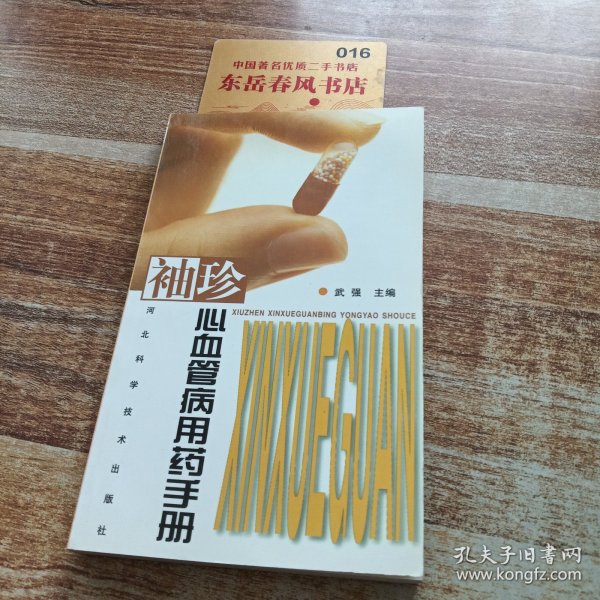 016
中国著名优质二手书店
东岳春风书店
袖珍
武强 主编
XIUZHEN XINXUEGUANBING YONGYAO SHOUCE
心血管病用药手册
XINXUEGUAN
河北科学技术出版社
孔夫子旧书网
www.kongfz.com